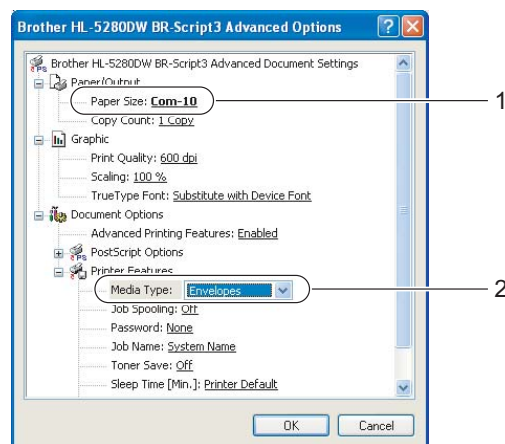 Brother HL-5280DW BR-Script3 Advanced Options
Brother HL-5280DW BR-Script3 Advanced Document Settings
Paper/Output
Paper Size: Com-10
1
Copy Count: 1 Copy
Graphic
Print Quality: 600 dpi
Scaling: 100 %
TrueType Font: Substitute with Device Font
Document Options
Advanced Printing Features: Enabled
PostScript Options
Printer Features
Media Type: Envelopes
2
Job Spooling: Off
Password: None
Job Name: System Name
Toner Save: Off
Sleep Time [Min.]: Printer Default
OK Cancel